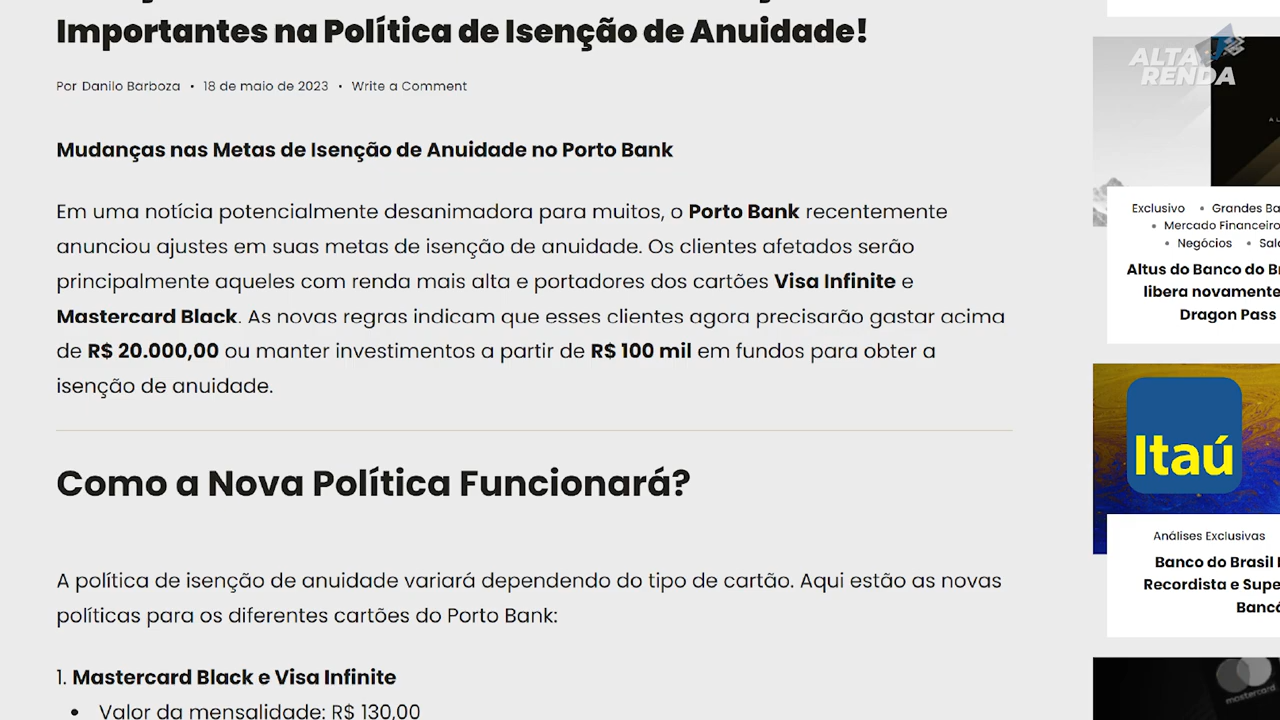 Importantes na Política de Isenção de Anuidade!
Por Danilo Barboza • 18 de maio de 2023 • Write a Comment
Mudanças nas Metas de Isenção de Anuidade no Porto Bank
Em uma notícia potencialmente desanimadora para muitos, o Porto Bank recentemente
anunciou ajustes em suas metas de isenção de anuidade. Os clientes afetados serão
principalmente aqueles com renda mais alta e portadores dos cartões Visa Infinite e
Mastercard Black. As novas regras indicam que esses clientes agora precisarão gastar acima
de R$ 20.000,00 ou manter investimentos a partir de R$ 100 mil em fundos para obter a
isenção de anuidade.
Como a Nova Política Funcionará?
A política de isenção de anuidade variará dependendo do tipo de cartão. Aqui estão as novas
políticas para os diferentes cartões do Porto Bank:
1. Mastercard Black e Visa Infinite
• Valor da mensalidade: R$ 130,00
ALTA
RENDA
Exclusivo • Grandes
• Mercado Financeiro
• Negócios •
Altus do Banco do
libera novamente
Dragon Pass
Itaú
Análises Exclusivas
Banco do Brasil
Recordista e
mastercard